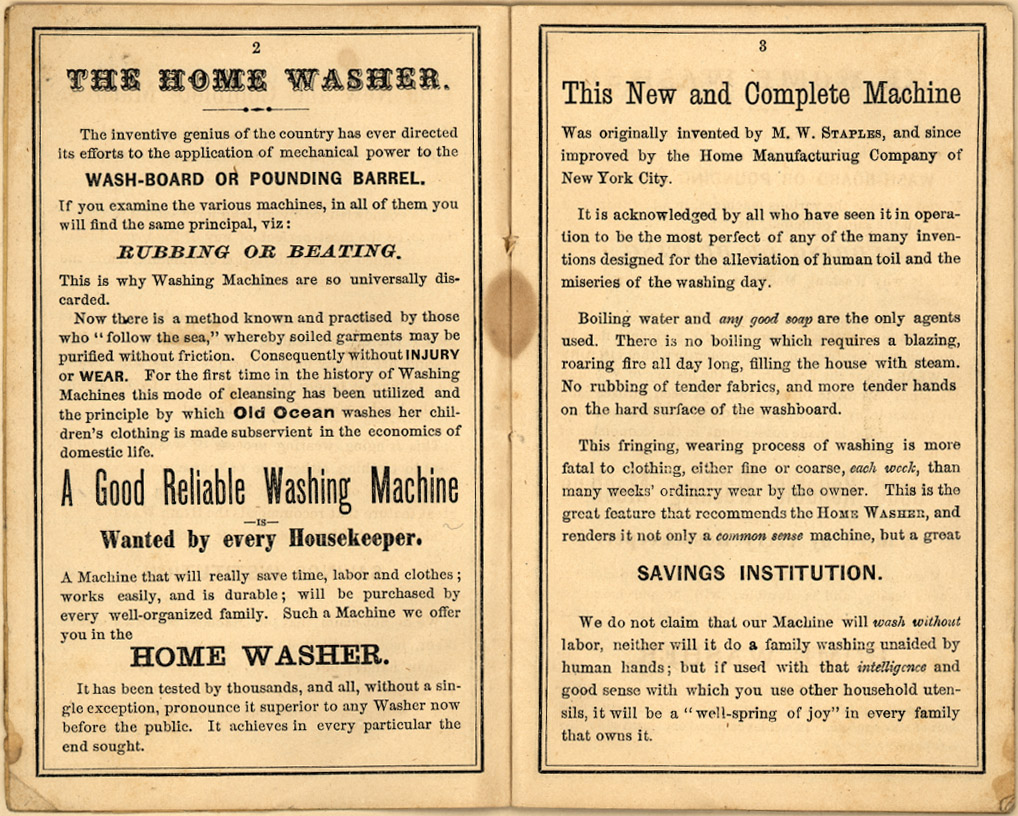 2
THE HOME WASHER.
The inventive genius of the country has ever directed
its efforts to the application of mechanical power to the
WASH-BOARD OR POUNDING BARREL.
If you examine the various machines, in all of them you
will find the same principal, viz:
RUBBING OR BEATING.
This is why Washing Machines are so universally dis-
carded.
Now there is a method known and practised by those
who "follow the sea," whereby soiled garments may be
purified without friction. Consequently without INJURY
or WEAR. For the first time in the history of Washing
Machines this mode of cleansing has been utilized and
the principle by which Old Ocean washes her chil-
dren's clothing is made subservient in the economics of
domestic life.
A Good Reliable Washing Machine
—IS—
Wanted by every Housekeeper.
A Machine that will really save time, labor and clothes;
works easily, and is durable; will be purchased by
every well-organized family. Such a Machine we offer
you in the
HOME WASHER.
It has been tested by thousands, and all, without a sin-
gle exception, pronounce it superior to any Washer now
before the public. It achieves in every particular the
end sought.
3
This New and Complete Machine
Was originally invented by M. W. STAPLES, and since
improved by the Home Manufacturiug Company of
New York City.
It is acknowledged by all who have seen it in opera-
tion to be the most perfect of any of the many inven-
tions designed for the alleviation of human toil and the
miseries of the washing day.
Boiling water and any good soap are the only agents
used. There is no boiling which requires a blazing,
roaring fire all day long, filling the house with steam.
No rubbing of tender fabrics, and more tender hands
on the hard surface of the washboard.
This fringing, wearing process of washing is more
fatal to clothing, either fine or coarse, each week, than
many weeks' ordinary wear by the owner. This is the
great feature that recommends the HOME WASHER, and
renders it not only a common sense machine, but a great
SAVINGS INSTITUTION.
We do not claim that our Machine will wash without
labor, neither will it do a family washing unaided by
human hands; but if used with that intelligence and
good sense with which you use other household uten-
sils, it will be a "well-spring of joy" in every family
that owns it.